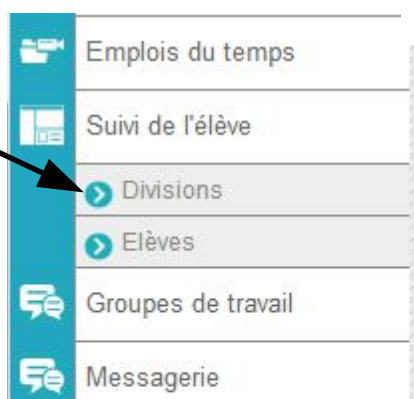 Emplois du temps
Suivi de l'élève
Divisions
Elèves
Groupes de travail
Messagerie